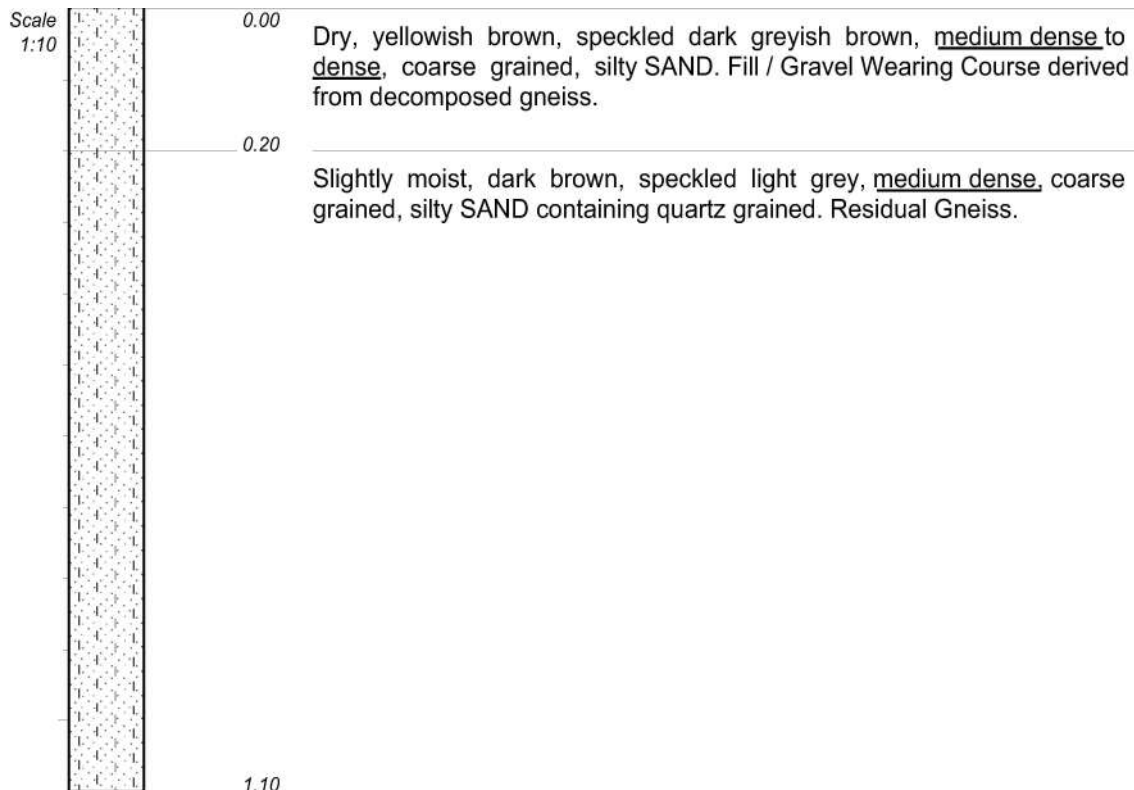 Scale
1:10
0.00
Dry, yellowish brown, speckled dark greyish brown, medium dense to
dense, coarse grained, silty SAND. Fill / Gravel Wearing Course derived
from decomposed gneiss.
0.20
Slightly moist, dark brown, speckled light grey, medium dense, coarse
grained, silty SAND containing quartz grained. Residual Gneiss.
1.10